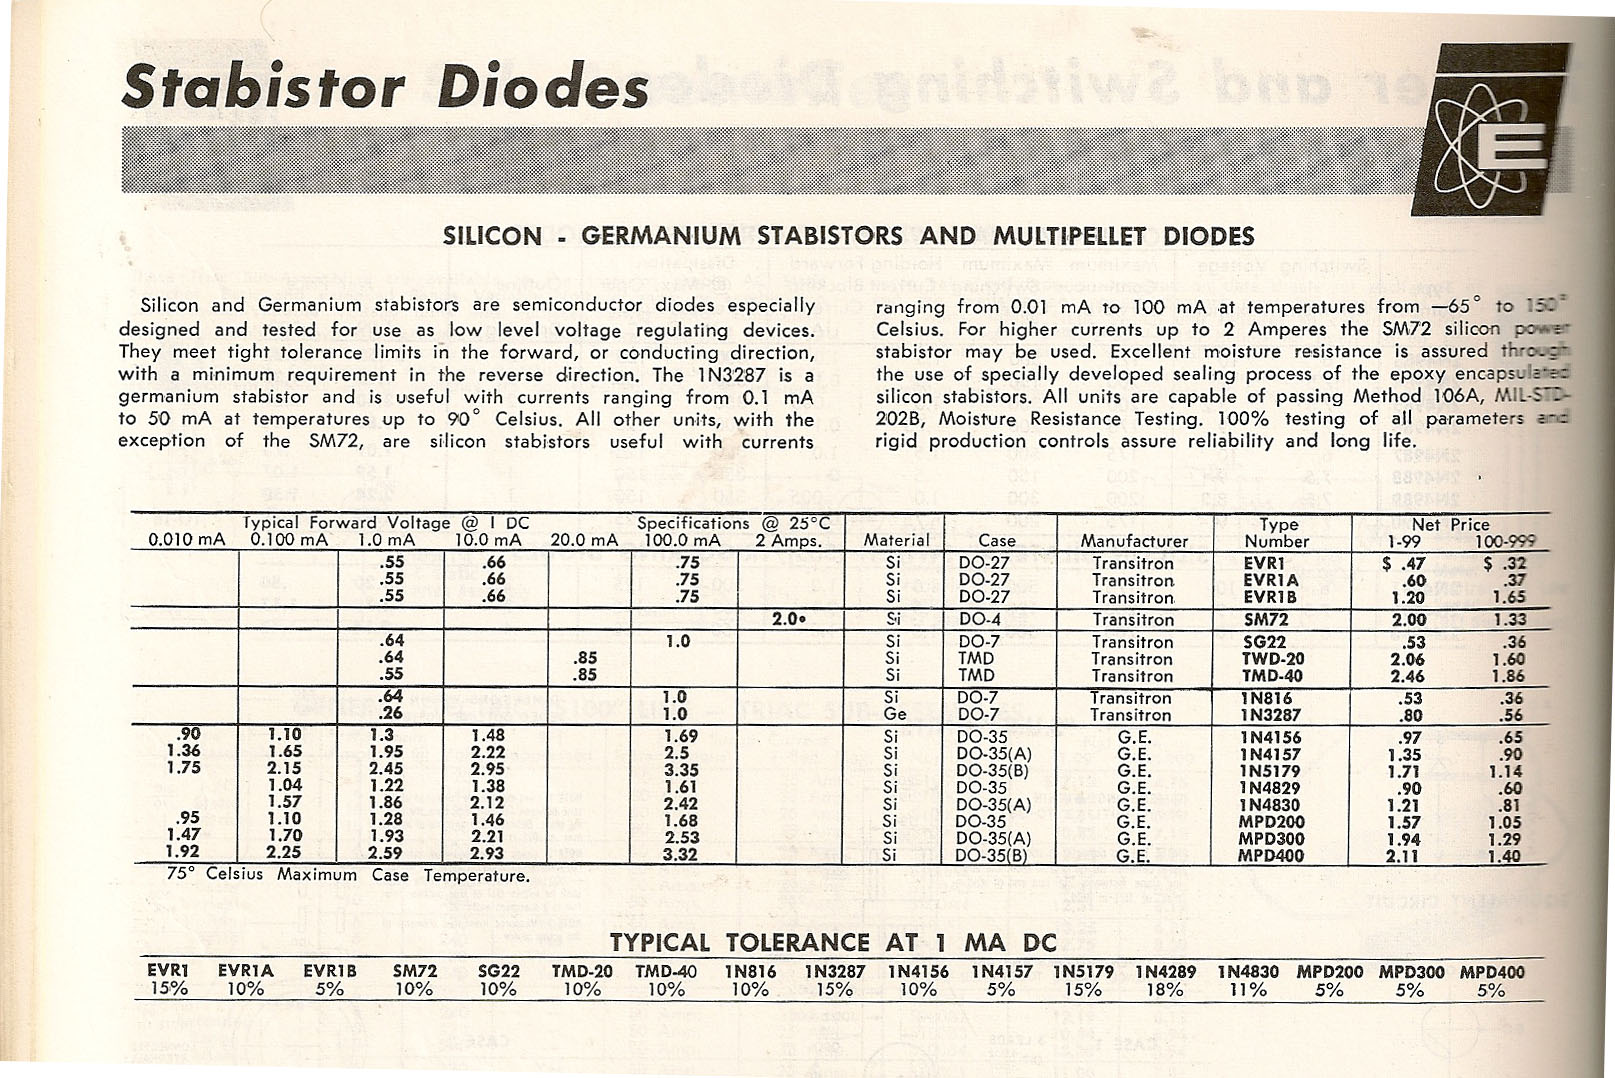 Stabistor Diodes
E
SILICON - GERMANIUM STABISTORS AND MULTIPELLET DIODES
Silicon and Germanium stabistors are semiconductor diodes especially
designed and tested for use as low level voltage regulating devices.
They meet tight tolerance limits in the forward, or conducting direction,
with a minimum requirement in the reverse direction. The 1N3287 is a
germanium stabistor and is useful with currents ranging from 0.1 mA
to 50 mA at temperatures up to 90° Celsius. All other units, with the
exception of the SM72, are silicon stabistors useful with currents
ranging from 0.01 mA to 100 mA at temperatures from —65° to 150°
Celsius. For higher currents up to 2 Amperes the SM72 silicon power
stabistor may be used. Excellent moisture resistance is assured through
the use of specially developed sealing process of the epoxy encapsulated
silicon stabistors. All units are capable of passing Method 106A, MIL-STD-
202B, Moisture Resistance Testing. 100% testing of all parameters and
rigid production controls assure reliability and long life.
Typical Forward Voltage @ I DC Specifications @ 25°C Type Net Price
0.010 mA 0.100 mA 1.0 mA 10.0 mA 20.0 mA 100.0 mA 2 Amps. Material Case Manufacturer Number 1-99 100-999
.55 .66 .75 Si DO-27 Transitron EVR1 $ .47 $ .32
.55 .66 .75 Si DO-27 Transitron EVR1A .60 .37
.55 .66 .75 Si DO-27 Transitron EVR1B 1.20 1.65
2.0• Si DO-4 Transitron SM72 2.00 1.33
.64 1.0 Si DO-7 Transitron SG22 .53 .36
.64 .85 Si TMD Transitron TWD-20 2.06 1.60
.55 .85 Si TMD Transitron TMD-40 2.46 1.86
.64 1.0 Si DO-7 Transitron 1N816 .53 .36
.26 1.0 Ge DO-7 Transitron 1N3287 .80 .56
.90 1.10 1.3 1.48 1.69 Si DO-35 G.E. 1N4156 .97 .65
1.36 1.65 1.95 2.22 2.5 Si DO-35(A) G.E. 1N4157 1.35 .90
1.75 2.15 2.45 2.95 3.35 Si DO-35(B) G.E. 1N5179 1.71 1.14
1.04 1.22 1.38 1.61 Si DO-35 G.E. 1N4829 .90 .60
1.57 1.86 2.12 2.42 Si DO-35(A) G.E. 1N4830 1.21 .81
.95 1.10 1.28 1.46 1.68 Si DO-35 G.E. MPD200 1.57 1.05
1.47 1.70 1.93 2.21 2.53 Si DO-35(A) G.E. MPD300 1.94 1.29
1.92 2.25 2.59 2.93 3.32 Si DO-35(B) G.E. MPD400 2.11 1.40
75° Celsius Maximum Case Temperature.
TYPICAL TOLERANCE AT 1 MA DC
EVR1 EVR1A EVR1B SM72 SG22 TMD-20 TMD-40 1N816 1N3287 1N4156 1N4157 1N5179 1N4289 1N4830 MPD200 MPD300 MPD400
15% 10% 5% 10% 10% 10% 10% 10% 15% 10% 5% 15% 18% 11% 5% 5% 5%